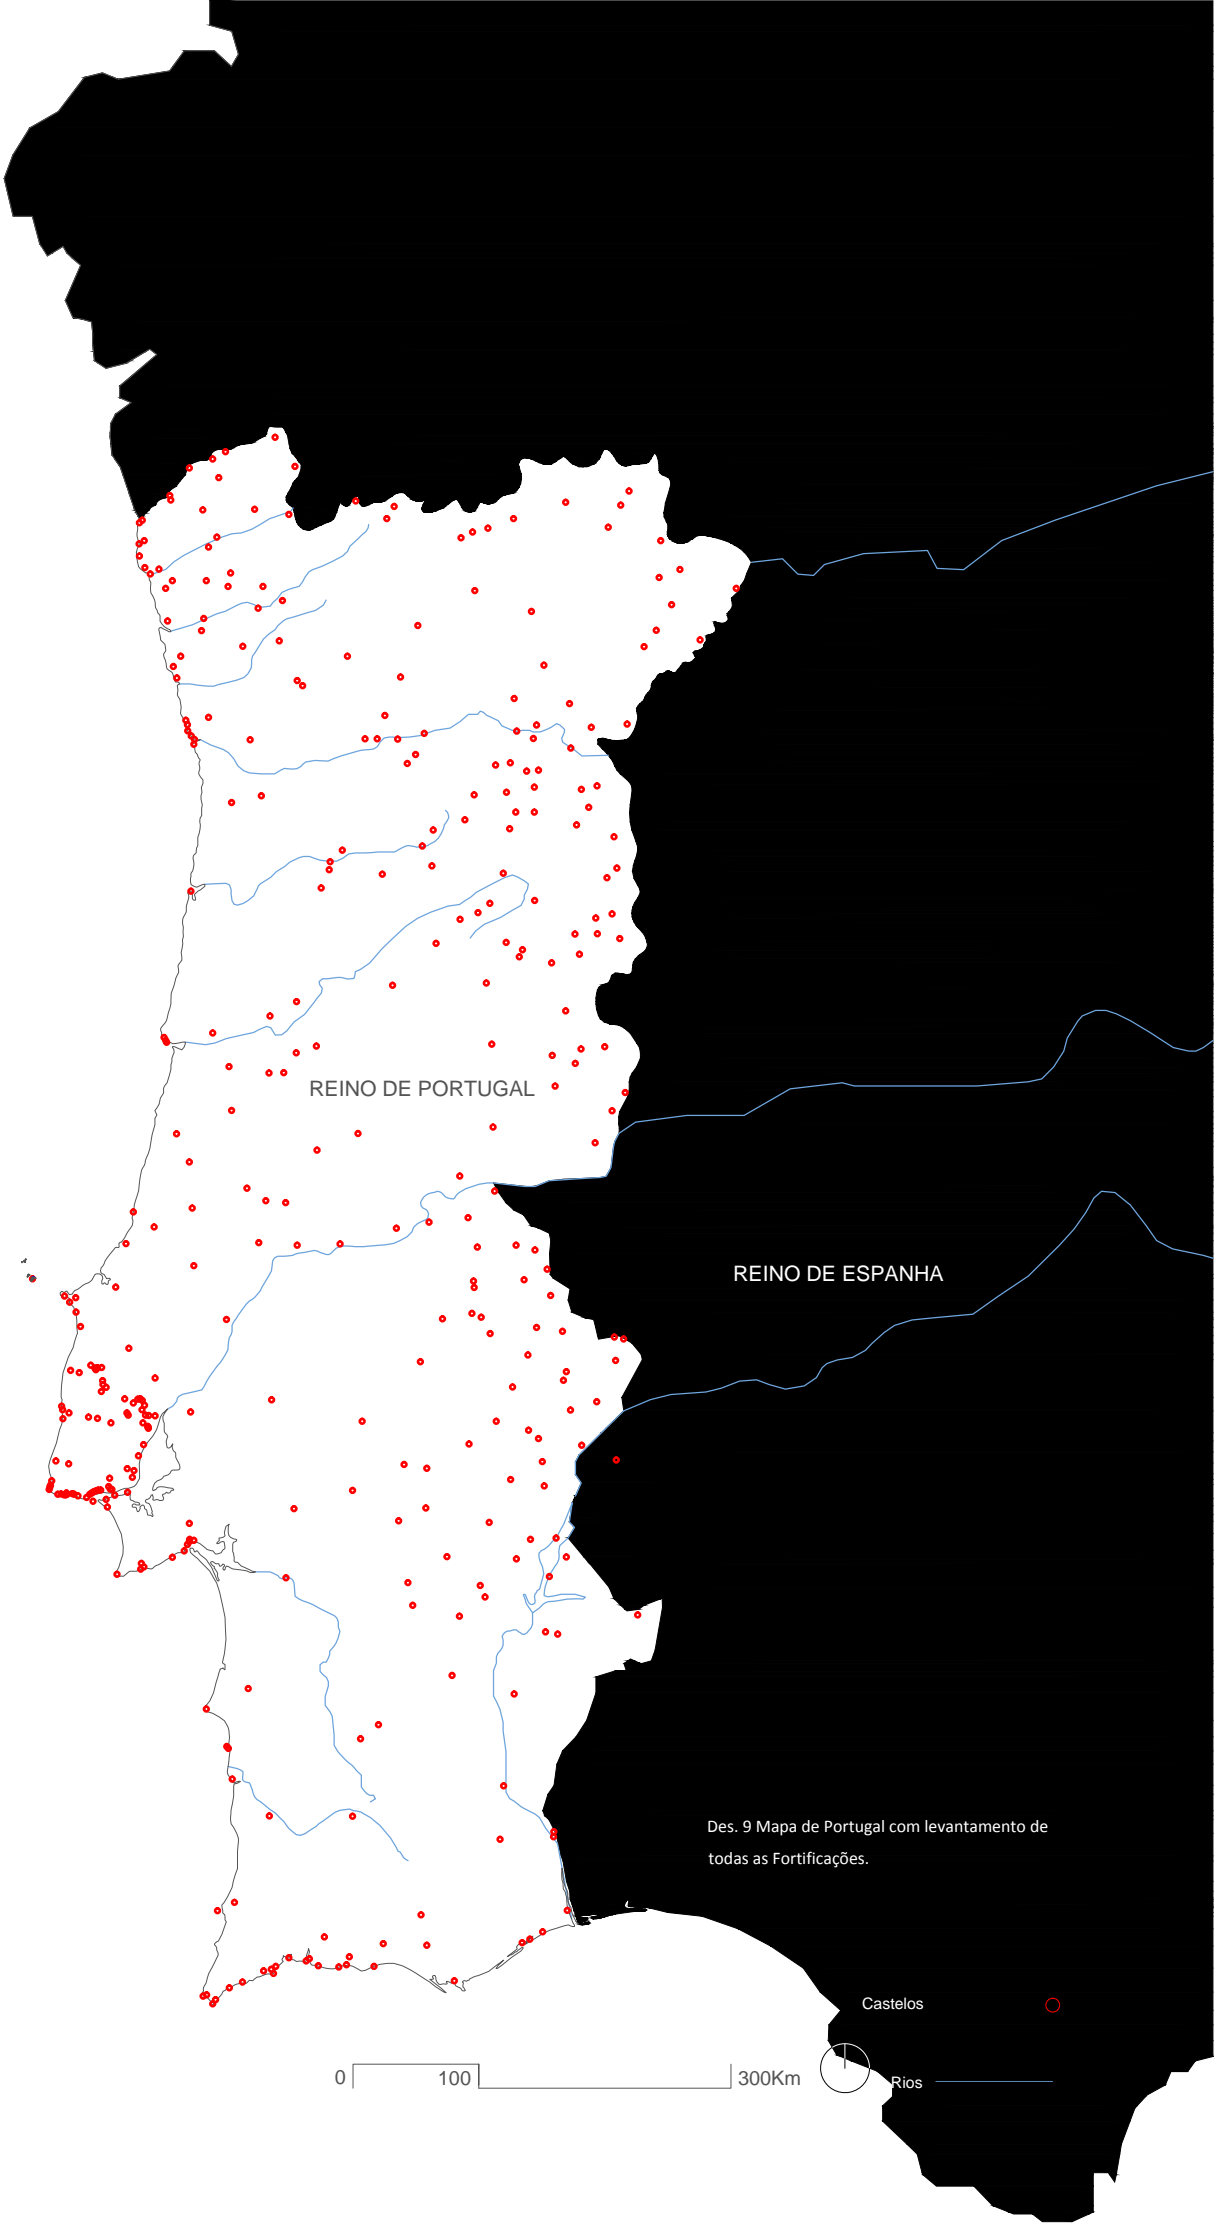 REINO DE PORTUGAL
REINO DE ESPANHA
Des. 9 Mapa de Portugal com levantamento de
todas as Fortificações.
Castelos
0 100 300Km
Rios